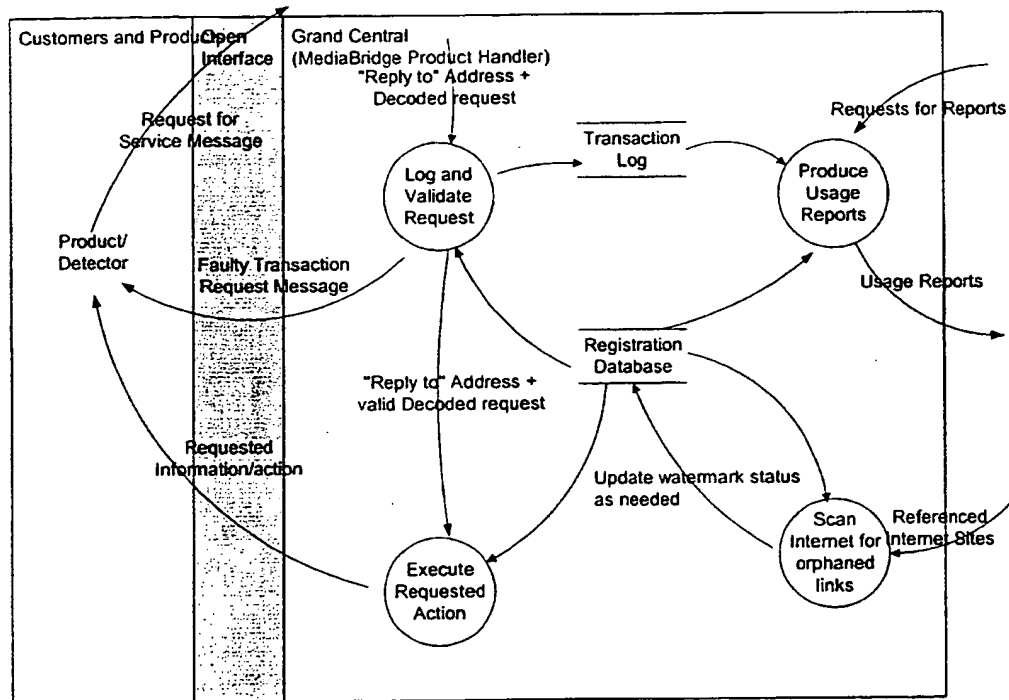 Customers and Products
Open
Interface
Grand Central
(MediaBridge Product Handler)
"Reply to" Address +
Decoded request
Requests for Reports
Request for
Service Message
Transaction
Log
Log and
Validate
Request
Produce
Usage
Reports
Product/
Detector
Faulty Transaction
Request Message
Usage Reports
Registration
Database
"Reply to" Address +
valid Decoded request
Requested
Information/action
Update watermark status
as needed
Scan
Internet for
orphaned
links
Referenced
Internet Sites
Execute
Requested
Action